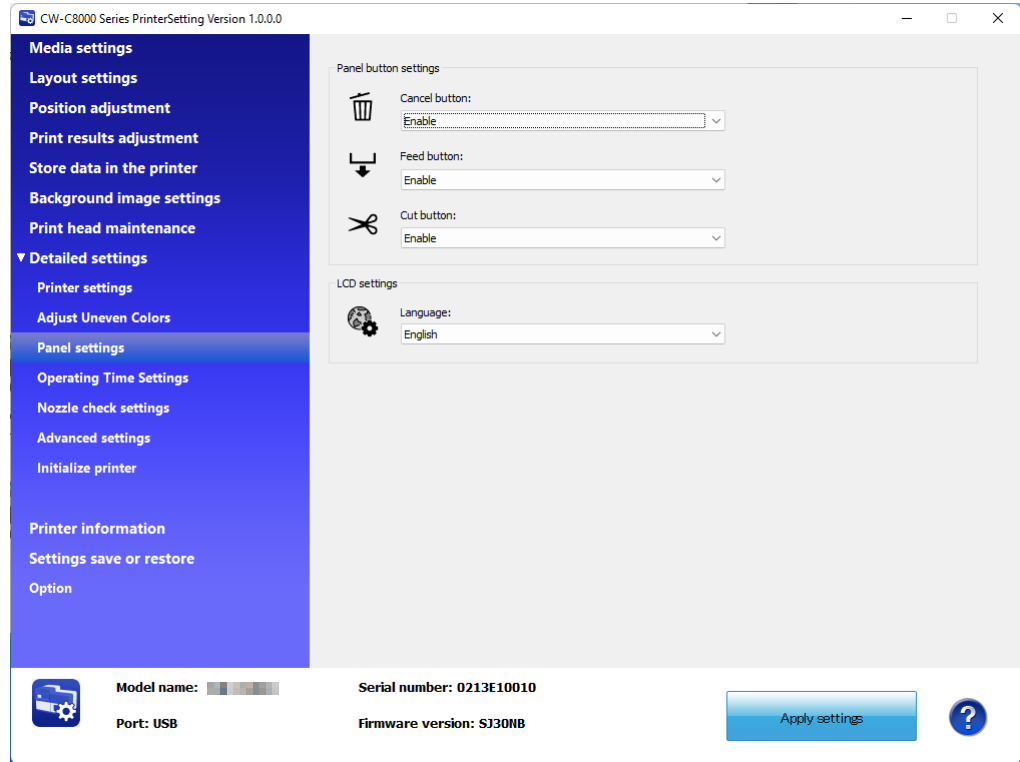 CW-C8000 Series PrinterSetting Version 1.0.0.0
Media settings
Layout settings
Position adjustment
Print results adjustment
Store data in the printer
Background image settings
Print head maintenance
Detailed settings
Printer settings
Adjust Uneven Colors
Panel settings
Operating Time Settings
Nozzle check settings
Advanced settings
Initialize printer
Printer information
Settings save or restore
Option
Panel button settings
Cancel button:
Enable
Feed button:
Enable
Cut button:
Enable
LCD settings
Language:
English
Model name:
Serial number: 0213E10010
Port: USB
Firmware version: SJ30NB
Apply settings
?